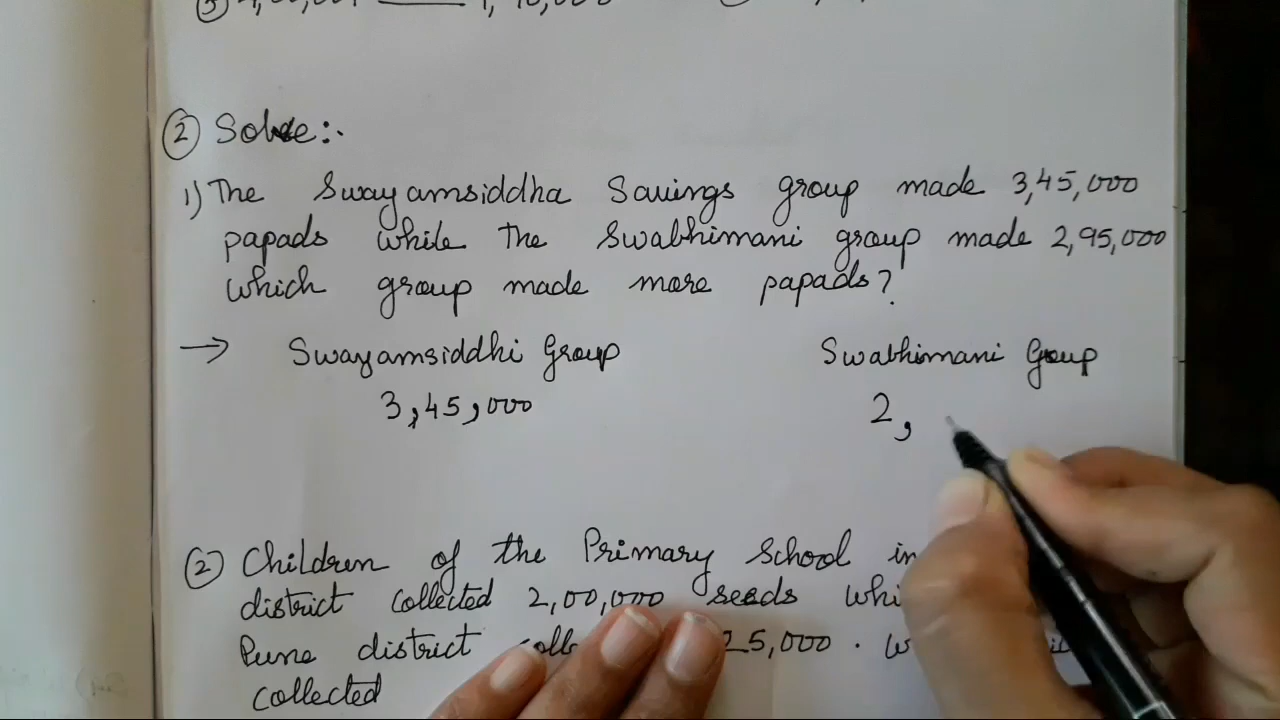 ② Solve:-
1) The Swayamsiddha Savings group made 3,45,000
papads while the Swabhimani group made 2,95,000
which group made more papads?
→ Swayamsiddhi Group Swabhimani Group
3,45,000 2,
② Children of the Primary School in
district collected 2,00,000 seeds
Pune district 25,000.
collected